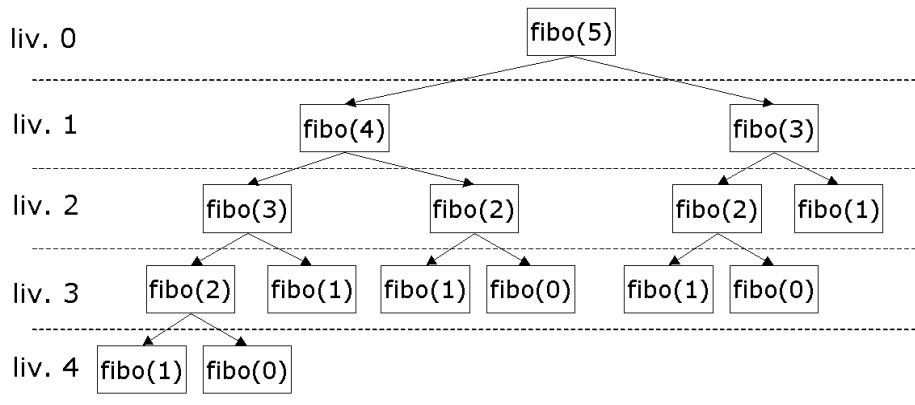 liv. 0 fibo(5)
liv. 1 fibo(4) fibo(3)
liv. 2 fibo(3) fibo(2) fibo(2) fibo(1)
liv. 3 fibo(2) fibo(1) fibo(1) fibo(0) fibo(1) fibo(0)
liv. 4 fibo(1) fibo(0)